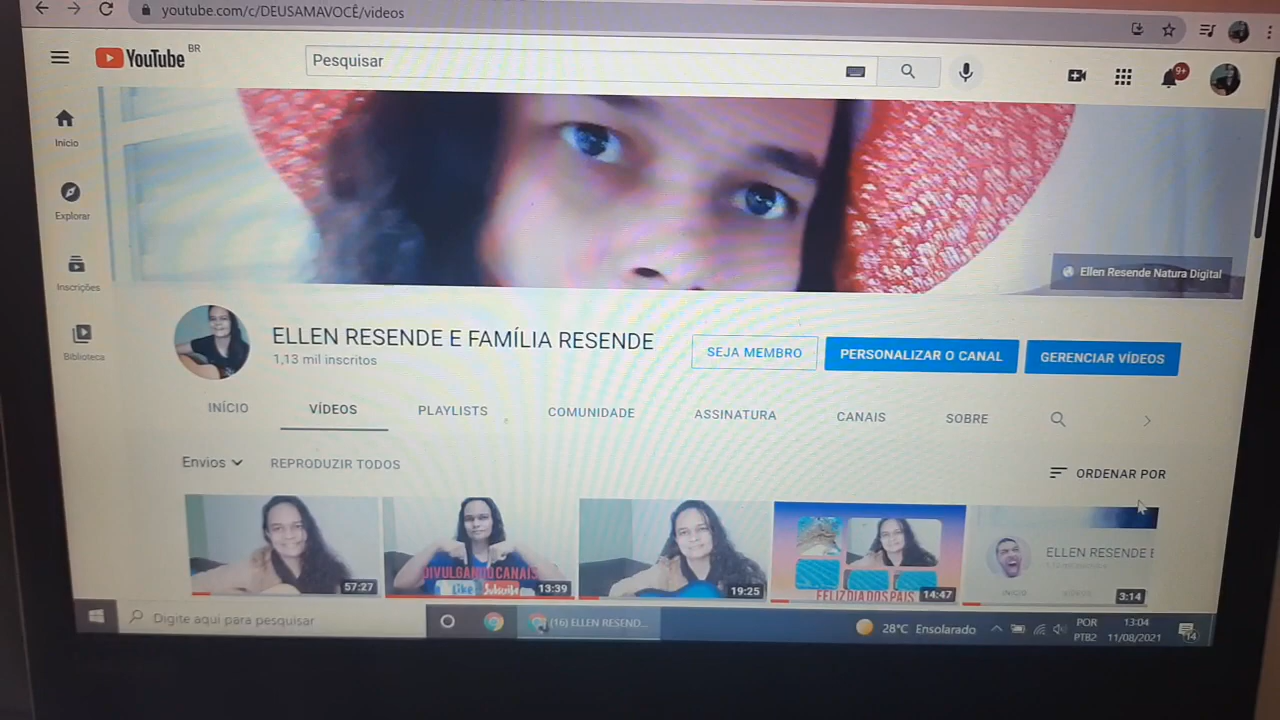 youtube.com/c/DEUSAMAVOCÊ/videos
YouTube BR
Pesquisar
9+
Início
Explorar
Inscrições
Biblioteca
Ellen Resende Natura Digital
ELLEN RESENDE E FAMÍLIA RESENDE
1,13 mil inscritos
SEJA MEMBRO
PERSONALIZAR O CANAL
GERENCIAR VÍDEOS
INÍCIO VÍDEOS PLAYLISTS COMUNIDADE ASSINATURA CANAIS SOBRE
Envios REPRODUZIR TODOS
ORDENAR POR
57:27
DIVULGANDO CANAIS
Like Subscribe
13:39
19:25
FELIZ DIA DOS PAIS
14:47
ELLEN RESENDE E
INÍCIO
3:14
Digite aqui para pesquisar
(16) ELLEN RESEND...
28°C Ensolarado
POR
PTB2
13:04
11/08/2021
14